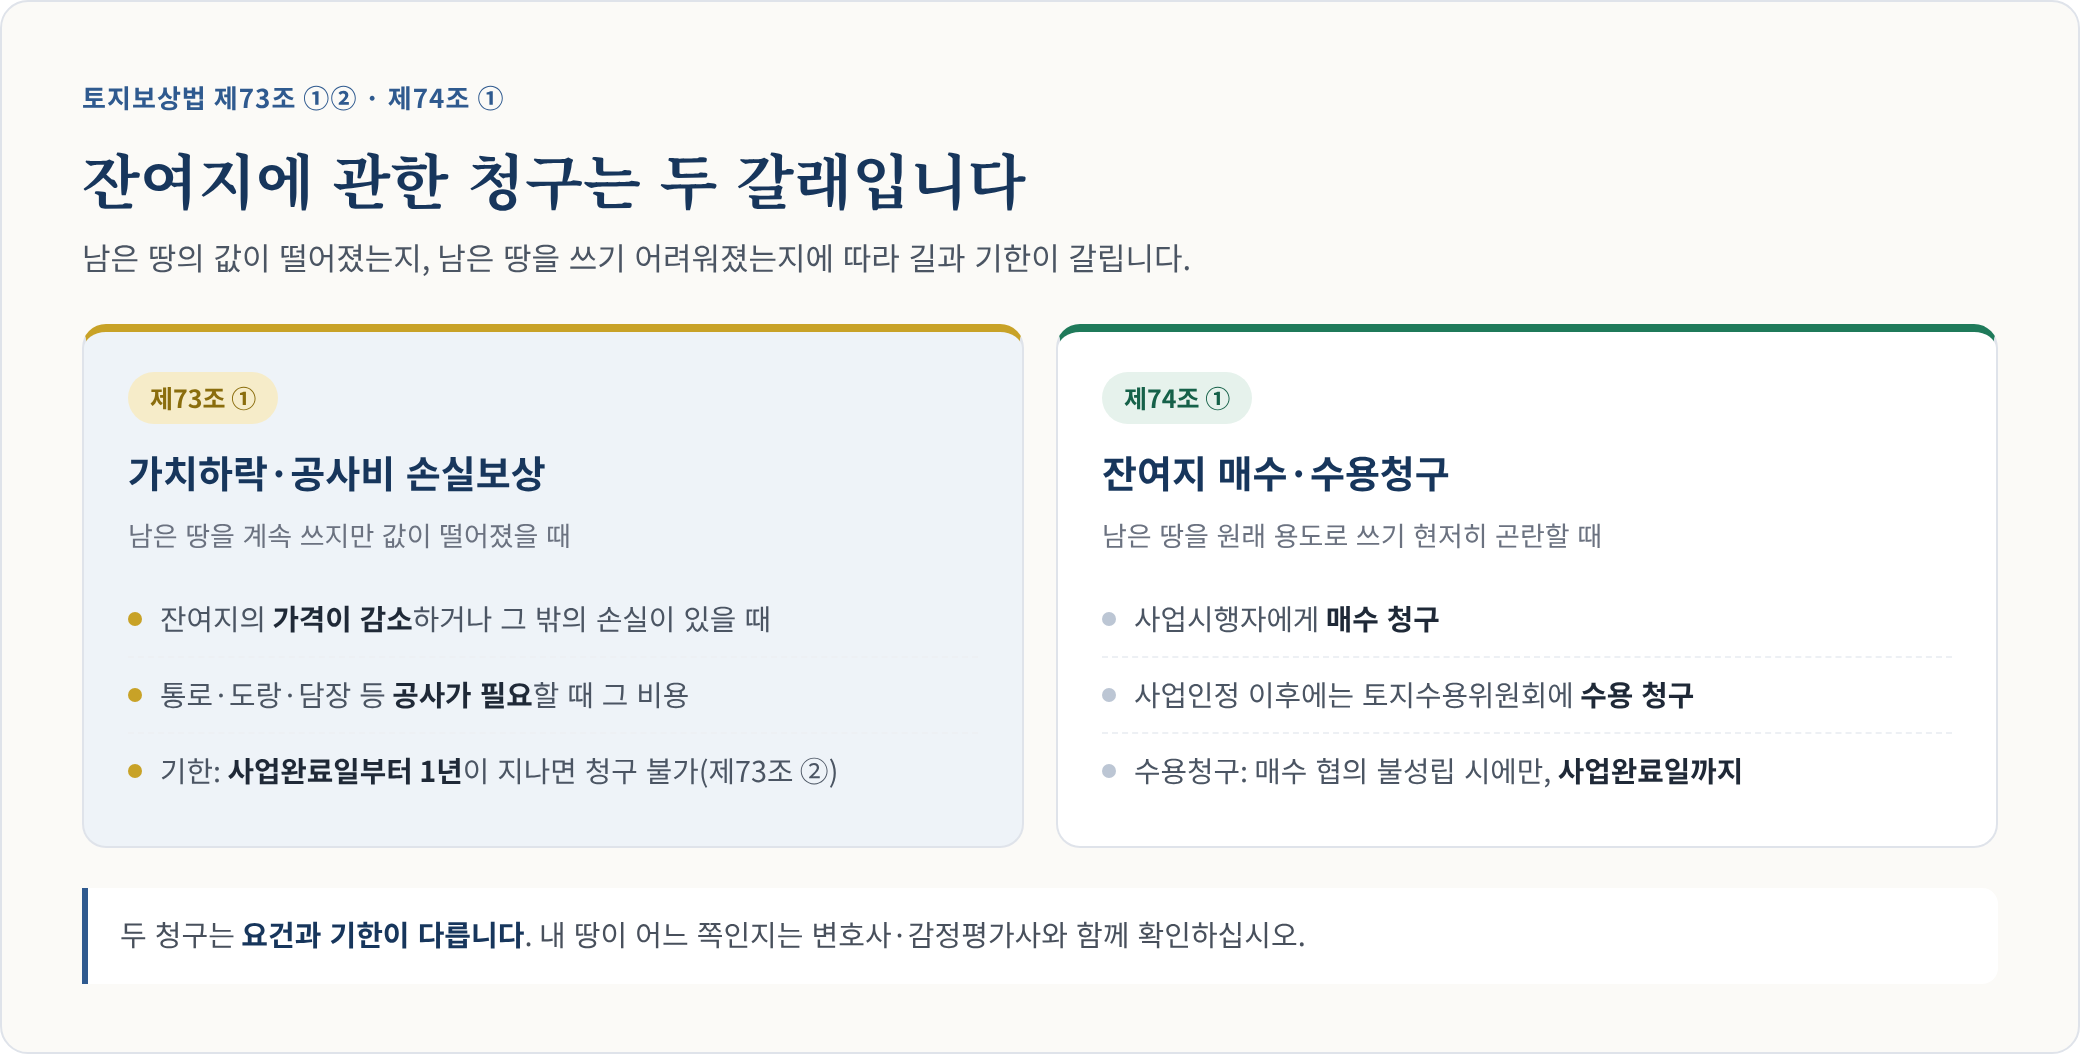 토지보상법 제73조 ①② · 제74조 ①
잔여지에 관한 청구는 두 갈래입니다
남은 땅의 값이 떨어졌는지, 남은 땅을 쓰기 어려워졌는지에 따라 길과 기한이 갈립니다.
제73조 ①
가치하락·공사비 손실보상
남은 땅을 계속 쓰지만 값이 떨어졌을 때
잔여지의 가격이 감소하거나 그 밖의 손실이 있을 때
통로·도랑·담장 등 공사가 필요할 때 그 비용
기한: 사업완료일부터 1년이 지나면 청구 불가(제73조 ②)
제74조 ①
잔여지 매수·수용청구
남은 땅을 원래 용도로 쓰기 현저히 곤란할 때
사업시행자에게 매수 청구
사업인정 이후에는 토지수용위원회에 수용 청구
수용청구: 매수 협의 불성립 시에만, 사업완료일까지
두 청구는 요건과 기한이 다릅니다. 내 땅이 어느 쪽인지는 변호사·감정평가사와 함께 확인하십시오.